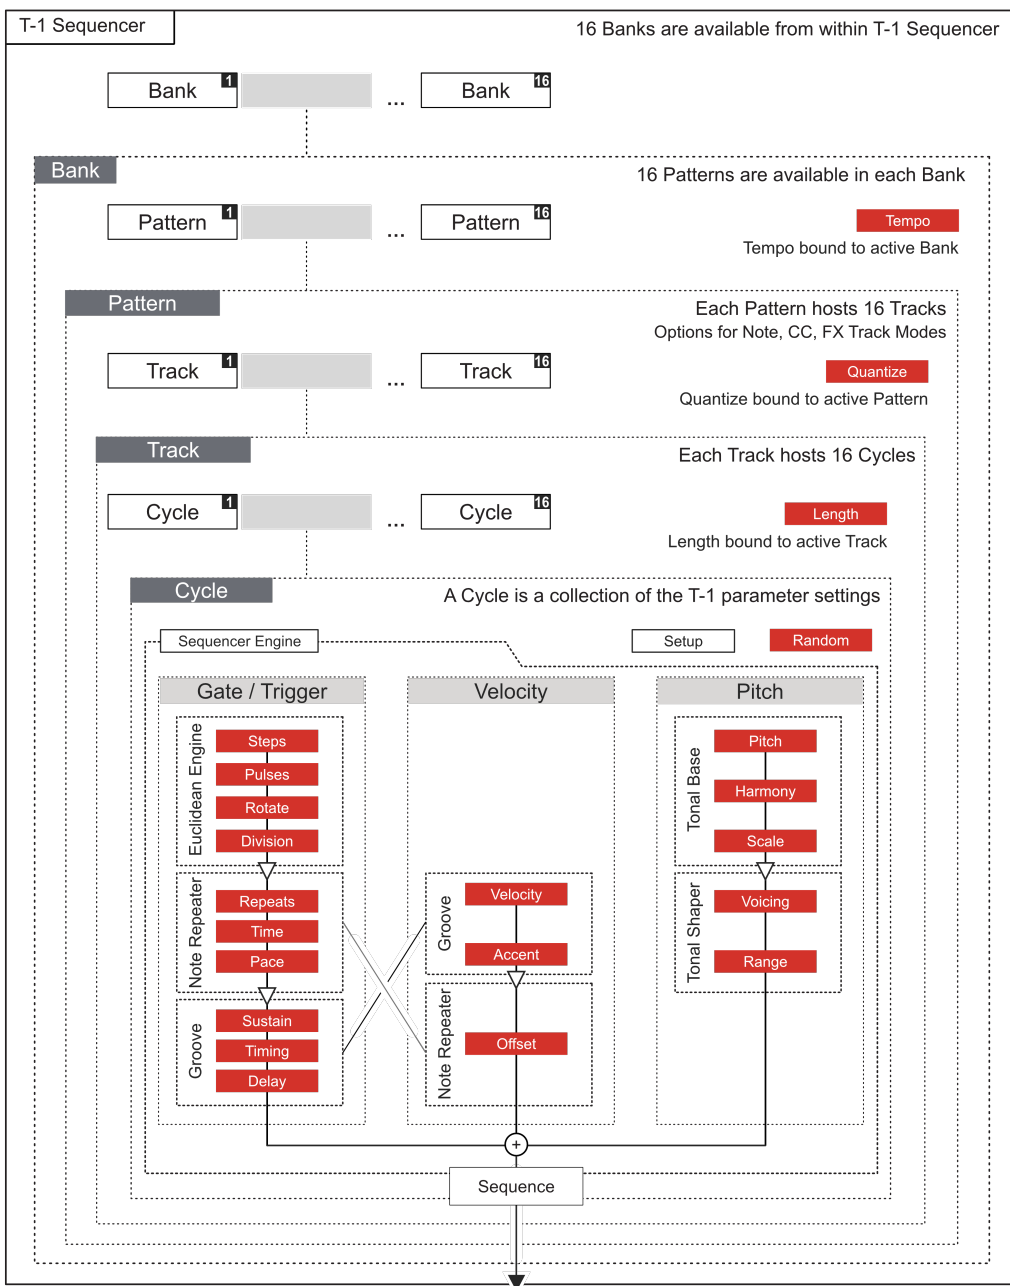 T-1 Sequencer
16 Banks are available from within T-1 Sequencer
Bank 1
... Bank 16
Bank
16 Patterns are available in each Bank
Pattern 1
... Pattern 16
Tempo
Tempo bound to active Bank
Pattern
Each Pattern hosts 16 Tracks
Options for Note, CC, FX Track Modes
Track 1
... Track 16
Quantize
Quantize bound to active Pattern
Track
Each Track hosts 16 Cycles
Cycle 1
... Cycle 16
Length
Length bound to active Track
Cycle
A Cycle is a collection of the T-1 parameter settings
Sequencer Engine
Setup
Random
Gate / Trigger
Euclidean Engine
Steps
Pulses
Rotate
Division
Note Repeater
Repeats
Time
Pace
Groove
Sustain
Timing
Delay
Velocity
Groove
Velocity
Accent
Note Repeater
Offset
Pitch
Tonal Base
Pitch
Harmony
Scale
Tonal Shaper
Voicing
Range
+
Sequence